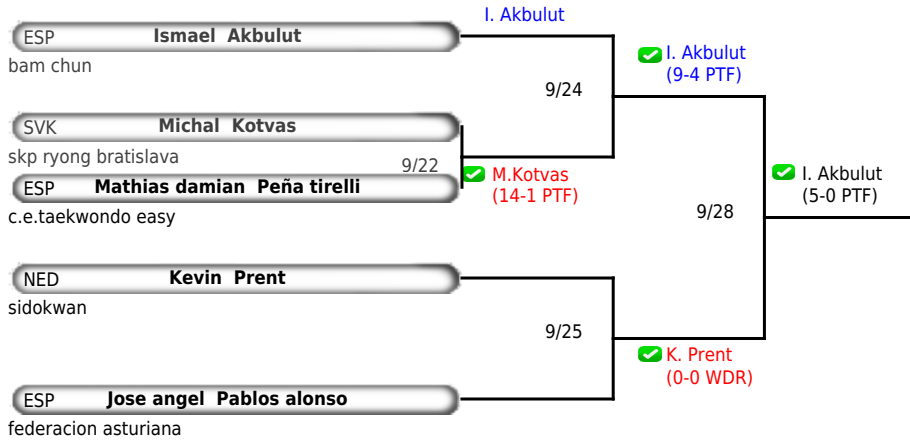 I. Akbulut
ESP Ismael Akbulut
bam chun
I. Akbulut
(9-4 PTF)
9/24
SVK Michal Kotvas
skp ryong bratislava
9/22
M.Kotvas
(14-1 PTF)
ESP Mathias damian Peña tirelli
c.e.taekwondo easy
I. Akbulut
(5-0 PTF)
9/28
NED Kevin Prent
sidokwan
9/25
K. Prent
(0-0 WDR)
ESP Jose angel Pablos alonso
federacion asturiana